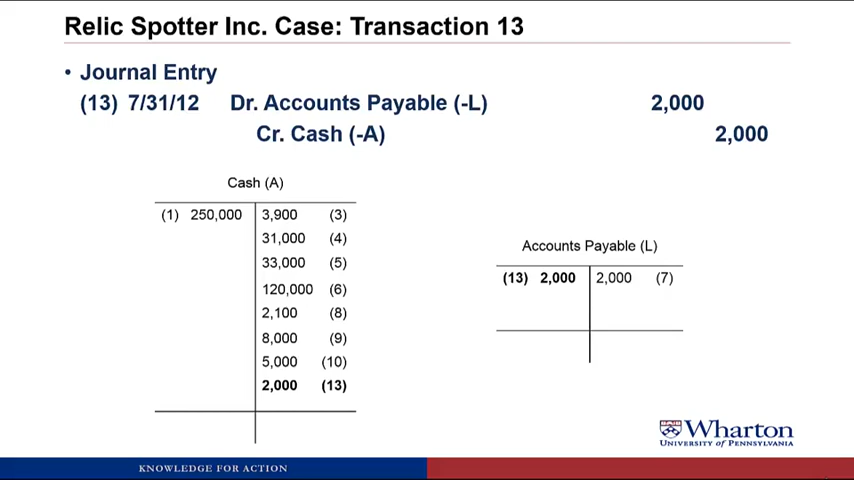 Relic Spotter Inc. Case: Transaction 13
• Journal Entry
(13) 7/31/12 Dr. Accounts Payable (-L) 2,000
Cr. Cash (-A) 2,000
Cash (A)
(1) 250,000 3,900 (3)
31,000 (4)
33,000 (5)
120,000 (6)
2,100 (8)
8,000 (9)
5,000 (10)
2,000 (13)
Accounts Payable (L)
(13) 2,000 2,000 (7)
Wharton
UNIVERSITY of PENNSYLVANIA
KNOWLEDGE FOR ACTION